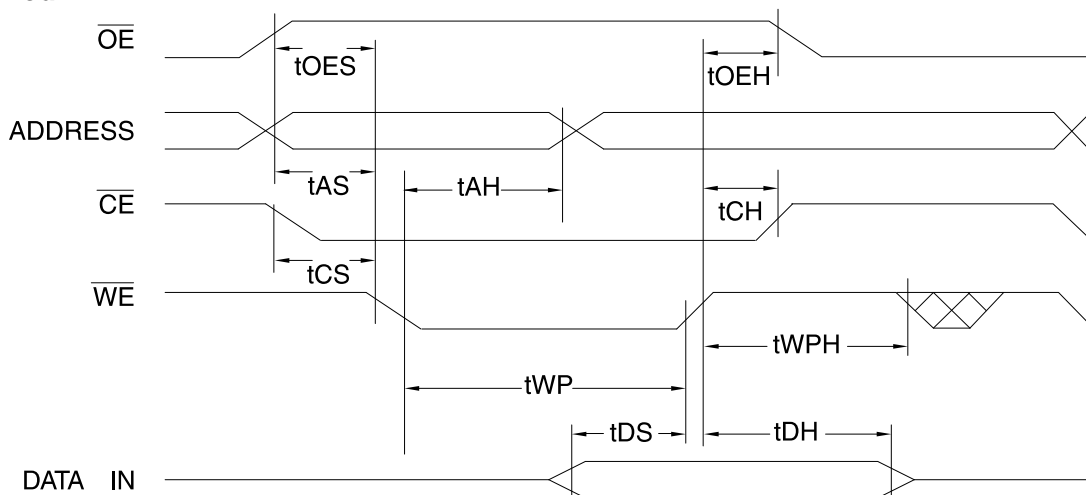 OE
tOES
tOEH
ADDRESS
tAS
tAH
tCH
CE
tCS
WE
tWPH
tWP
tDS
tDH
DATA IN